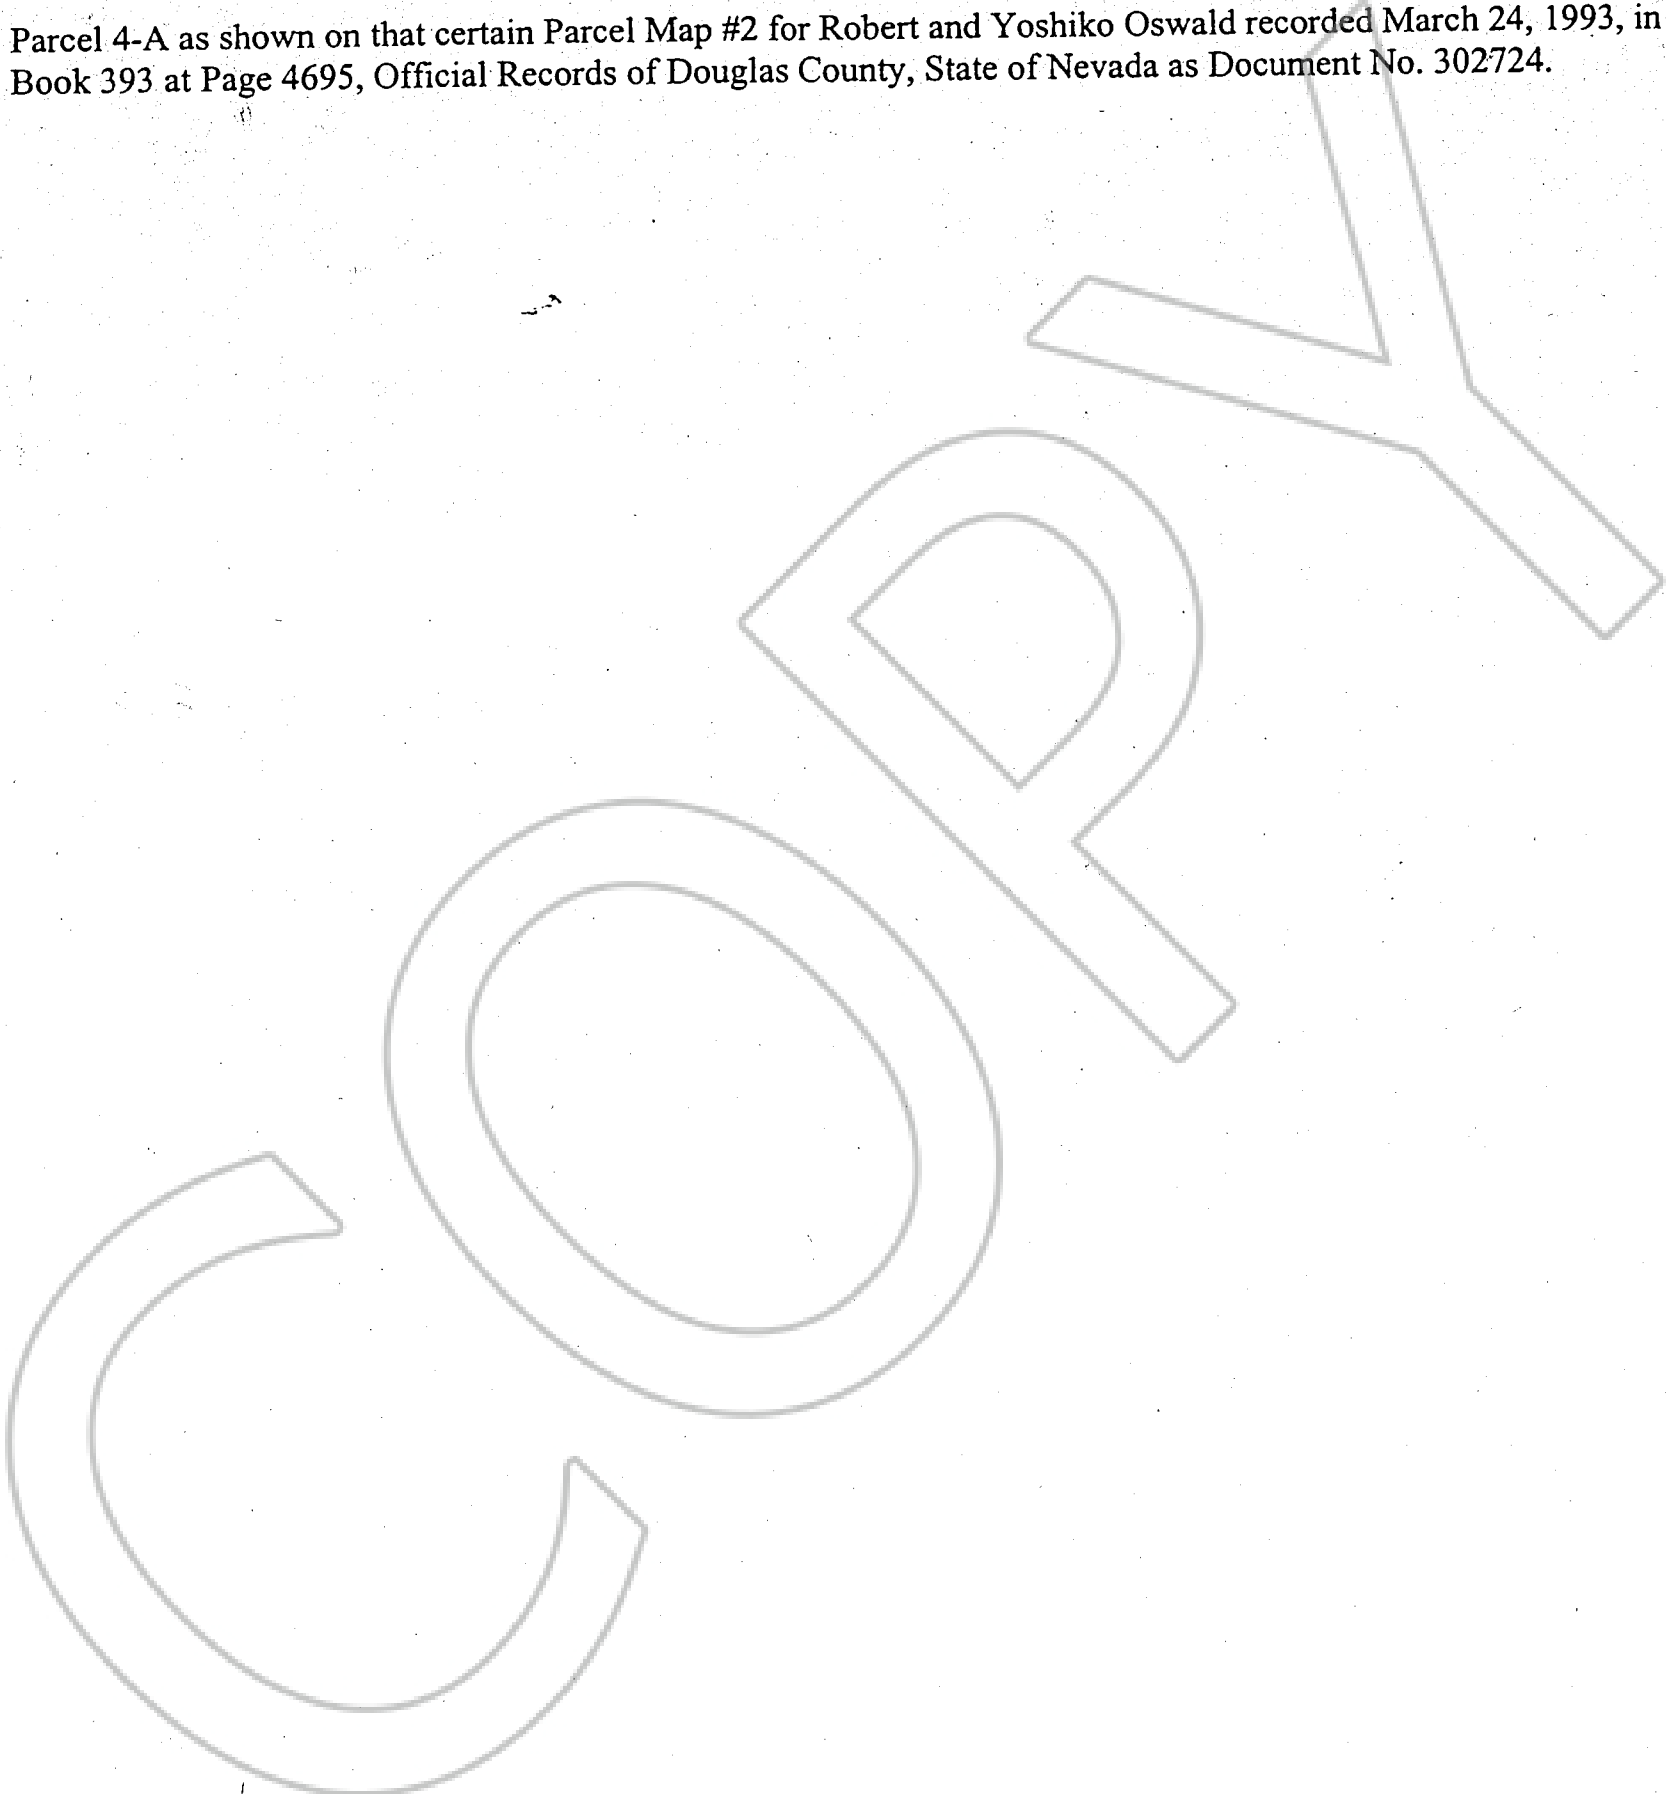 Parcel 4-A as shown on that certain Parcel Map #2 for Robert and Yoshiko Oswald recorded March 24, 1993, in
Book 393 at Page 4695, Official Records of Douglas County, State of Nevada as Document No. 302724.
COPY